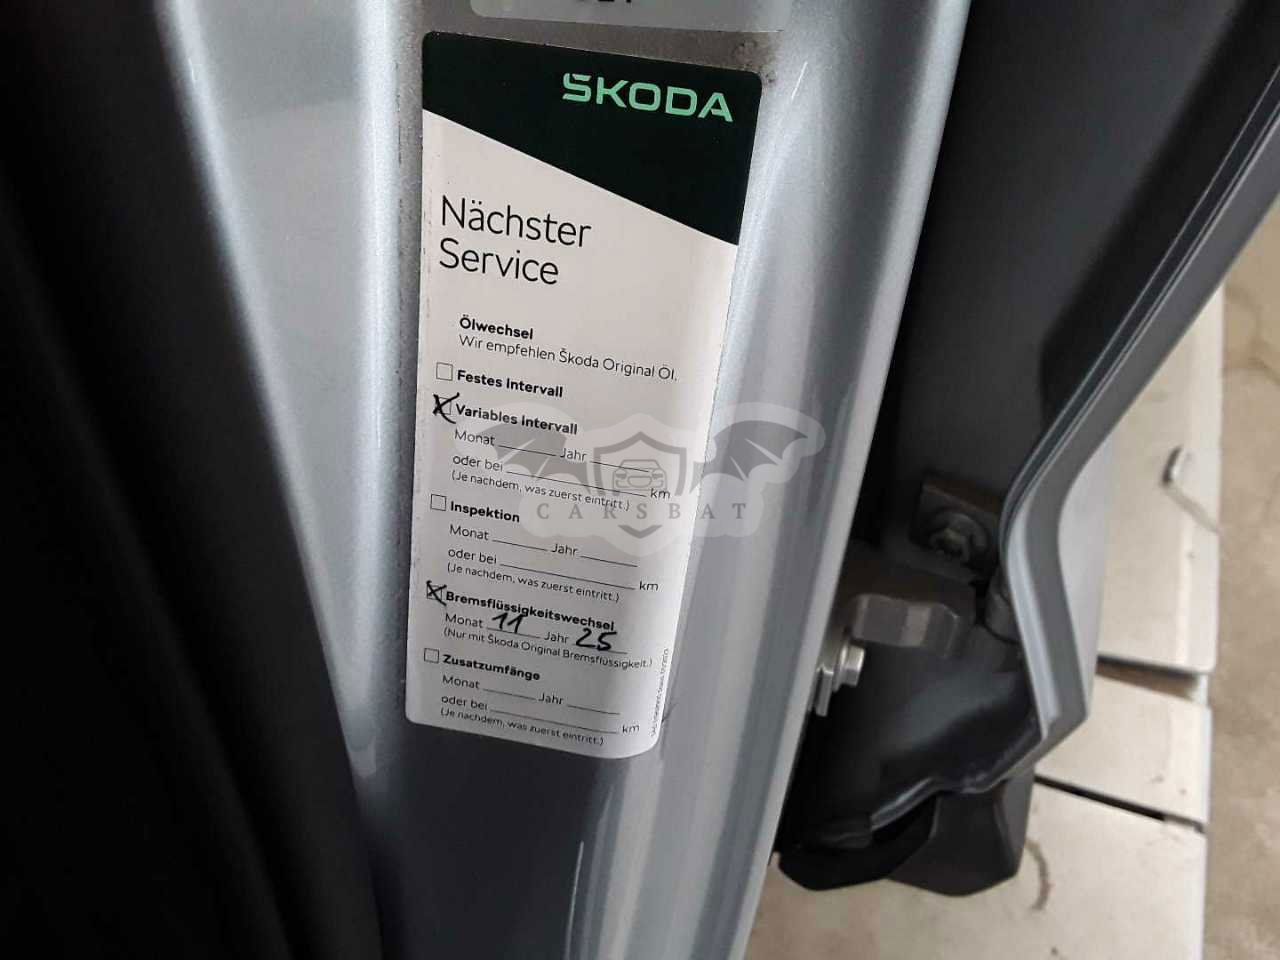 ŠKODA
Nächster
Service
Ölwechsel
Wir empfehlen Škoda Original Öl.
Festes Intervall
Variables Intervall
Monat Jahr
oder bei km
(Je nachdem, was zuerst eintritt.)
CARSBAT
Inspektion
Monat Jahr
oder bei km
(Je nachdem, was zuerst eintritt.)
Bremsflüssigkeitswechsel
Monat 11 Jahr 25
(Nur mit Škoda Original Bremsflüssigkeit.)
Zusatzumfänge
Monat Jahr
oder bei km
(Je nachdem, was zuerst eintritt.)